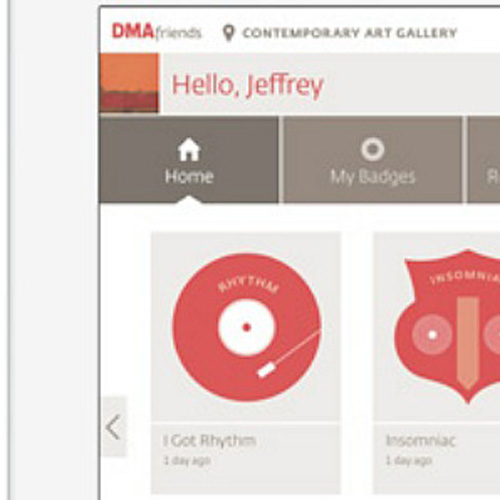 DMAfriends CONTEMPORARY ART GALLERY
Hello, Jeffrey
Home My Badges R
RHYTHM INSOMNIA
I Got Rhythm Insomniac
1 day ago 1 day ago